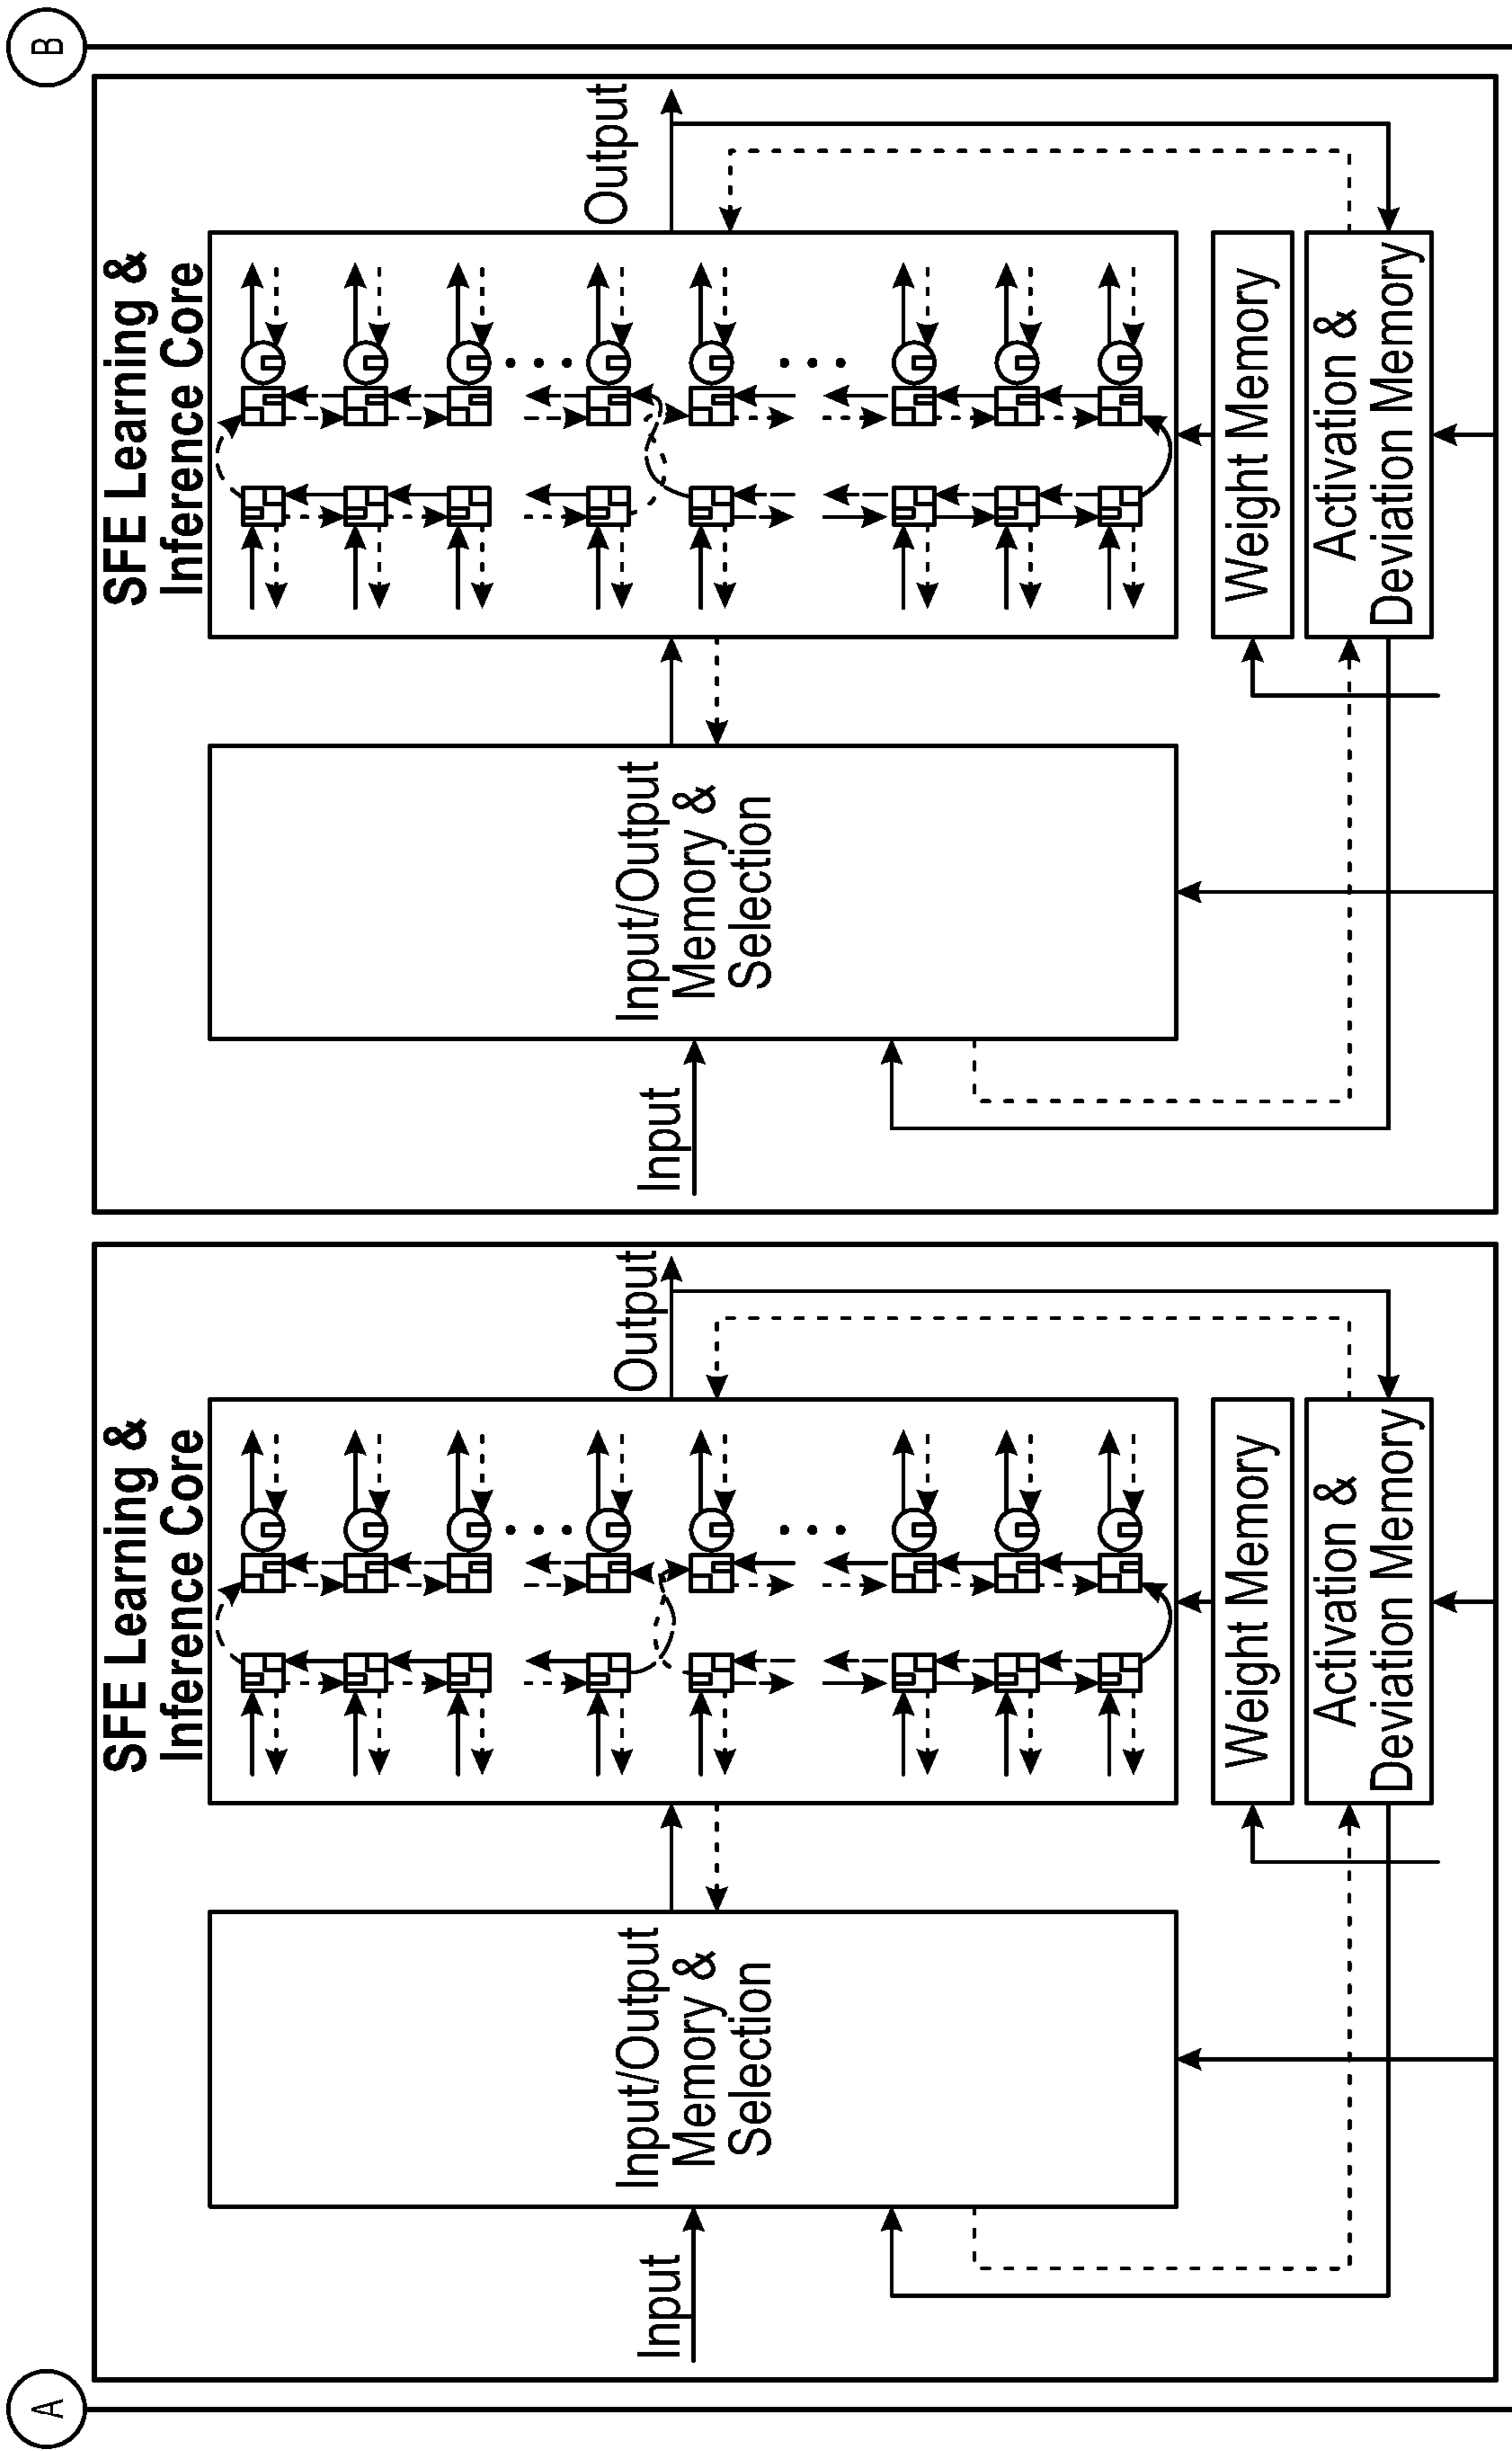 A
SFE Learning &
Inference Core
Input
Input/Output
Memory &
Selection
Output
Weight Memory
Activation &
Deviation Memory
SFE Learning &
Inference Core
Input
Input/Output
Memory &
Selection
Output
Weight Memory
Activation &
Deviation Memory
B